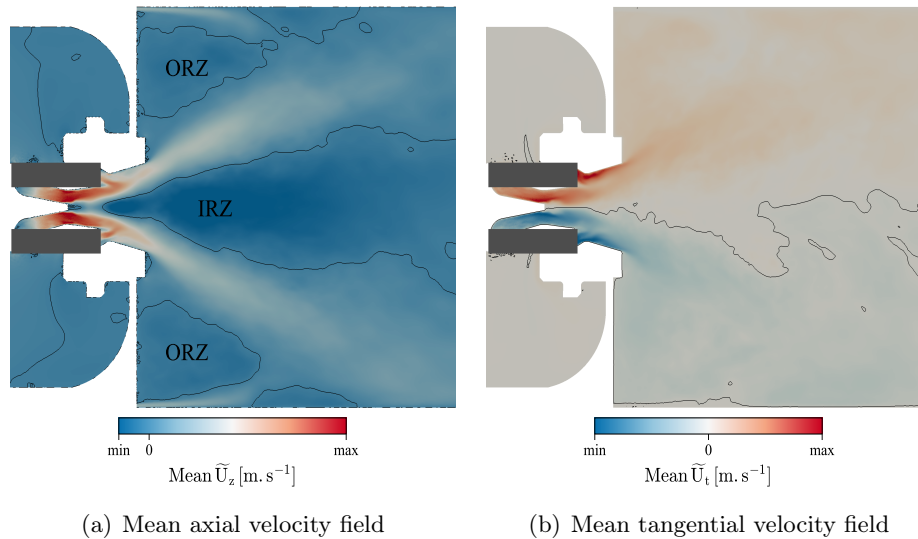 ORZ
IRZ
ORZ
min 0 max
Mean Ũz [m. s⁻¹]
(a) Mean axial velocity field
min 0 max
Mean Ũt [m. s⁻¹]
(b) Mean tangential velocity field